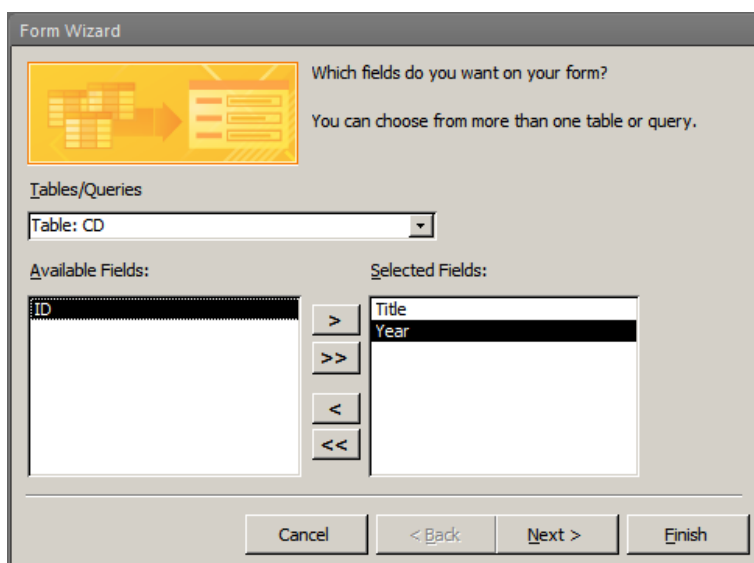 Form Wizard
Which fields do you want on your form?
You can choose from more than one table or query.
Tables/Queries
Table: CD
Available Fields:
Selected Fields:
ID
>
Title
Year
>>
<
<<
Cancel
< Back
Next >
Finish